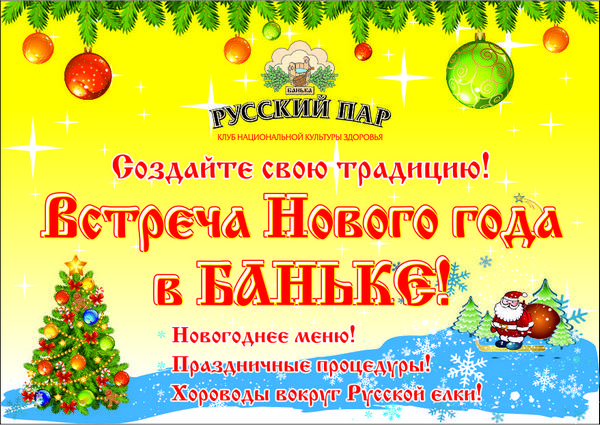 БАНЬКА
РУССКИЙ ПАР
КЛУБ НАЦИОНАЛЬНОЙ КУЛЬТУРЫ ЗДОРОВЬЯ
Создайте свою традицию!
Встреча Нового года
в БАНЬКЕ!
Новогоднее меню!
Праздничные процедуры!
Хороводы вокруг Русской елки!